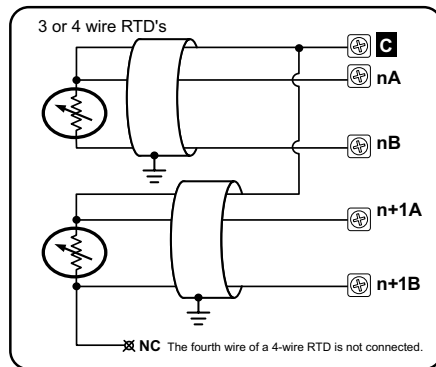 3 or 4 wire RTD's
C
nA
nB
n+1A
n+1B
NC The fourth wire of a 4-wire RTD is not connected.